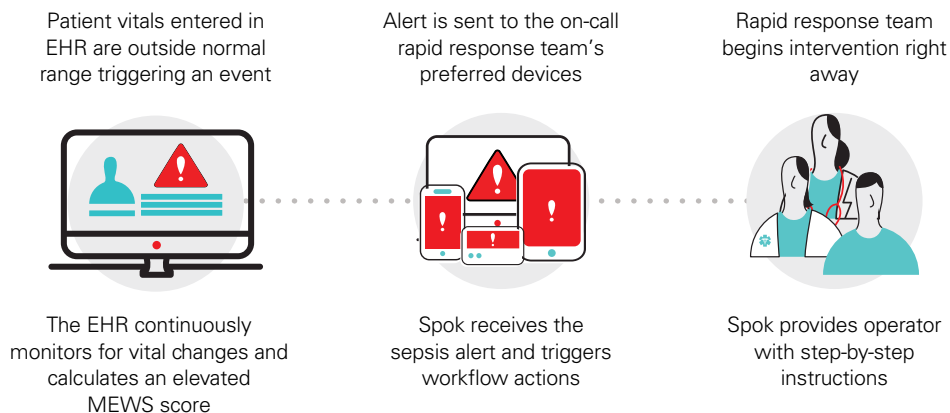 Patient vitals entered in
EHR are outside normal
range triggering an event
Alert is sent to the on-call
rapid response team’s
preferred devices
Rapid response team
begins intervention right
away
The EHR continuously
monitors for vital changes and
calculates an elevated
MEWS score
Spok receives the
sepsis alert and triggers
workflow actions
Spok provides operator
with step-by-step
instructions